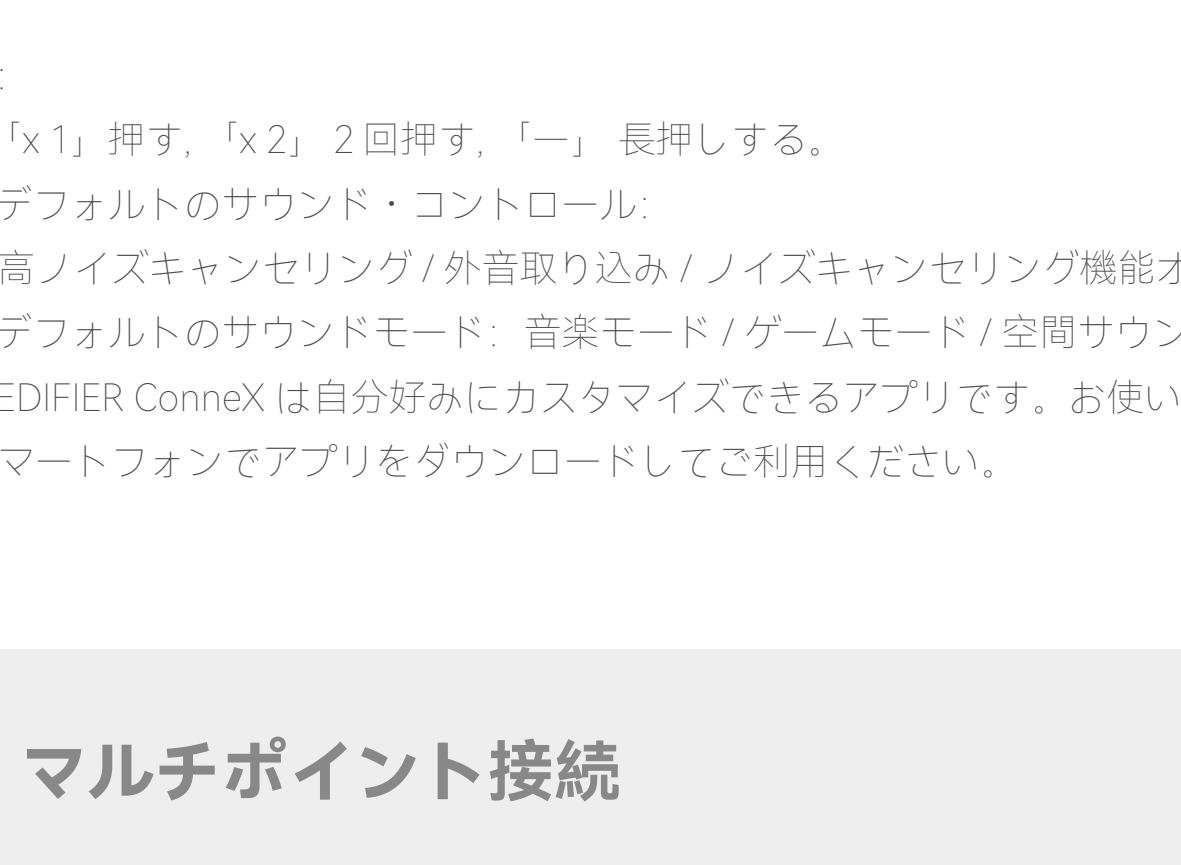 :
「x 1」押す, 「x 2」 2 回押す, 「—」 長押しする。
デフォルトのサウンド・コントロール:
高ノイズキャンセリング / 外音取り込み / ノイズキャンセリング機能オ
デフォルトのサウンドモード: 音楽モード / ゲームモード / 空間サウン
EDIFIER ConneX は自分好みにカスタマイズできるアプリです。お使い
マートフォンでアプリをダウンロードしてご利用ください。
マルチポイント接続